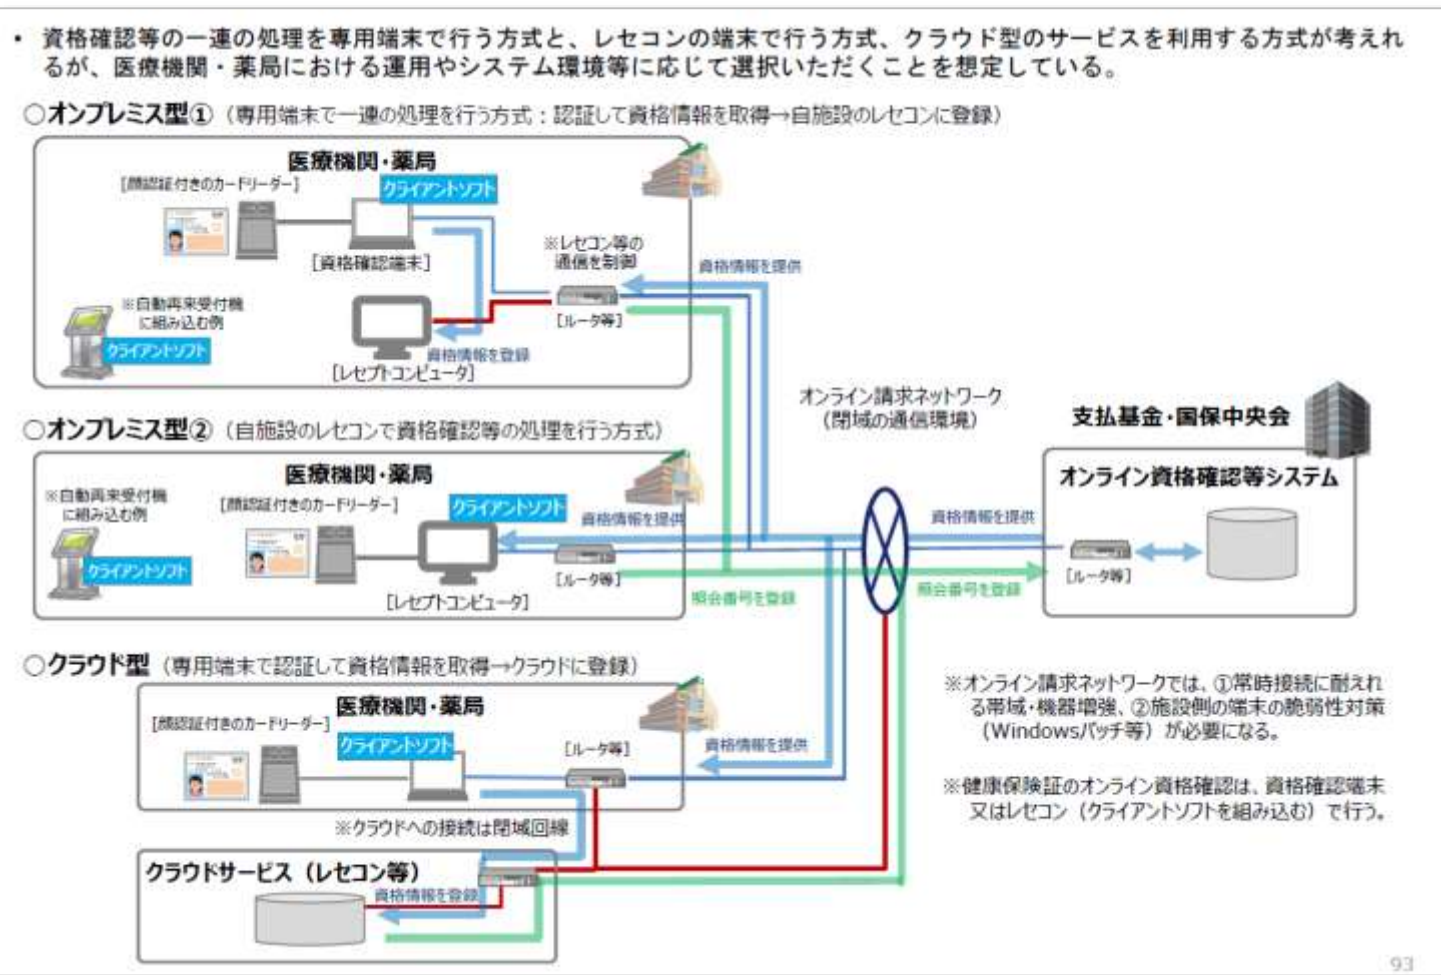 • 資格確認等の一連の処理を専用端末で行う方式と、レセコンの端末で行う方式、クラウド型のサービスを利用する方式が考えれ
るが、医療機関・薬局における運用やシステム環境等に応じて選択いただくことを想定している。
○オンプレミス型①（専用端末で一連の処理を行う方式：認証して資格情報を取得→自施設のレセコンに登録）
医療機関・薬局
[顔認証付きのカードリーダー]
クライアントソフト
[資格確認端末]
※レセコン等の
通信を制御
資格情報を提供
※自動再来受付機
に組み込む例
クライアントソフト
[ルータ等]
資格情報を登録
[レセプトコンピュータ]
オンライン請求ネットワーク
（閉域の通信環境）
支払基金・国保中央会
○オンプレミス型②（自施設のレセコンで資格確認等の処理を行う方式）
医療機関・薬局
※自動再来受付機
に組み込む例
[顔認証付きのカードリーダー]
クライアントソフト
資格情報を提供
クライアントソフト
[ルータ等]
[レセプトコンピュータ]
照会番号を登録
オンライン資格確認等システム
資格情報を提供
[ルータ等]
照会番号を登録
○クラウド型（専用端末で認証して資格情報を取得→クラウドに登録）
医療機関・薬局
[顔認証付きのカードリーダー]
クライアントソフト
[ルータ等]
資格情報を提供
※クラウドへの接続は閉域回線
クラウドサービス（レセコン等）
資格情報を登録
※オンライン請求ネットワークでは、①常時接続に耐えれ
る帯域・機器増強、②施設側の端末の脆弱性対策
（Windowsパッチ等）が必要になる。
※健康保険証のオンライン資格確認は、資格確認端末
又はレセコン（クライアントソフトを組み込む）で行う。
93